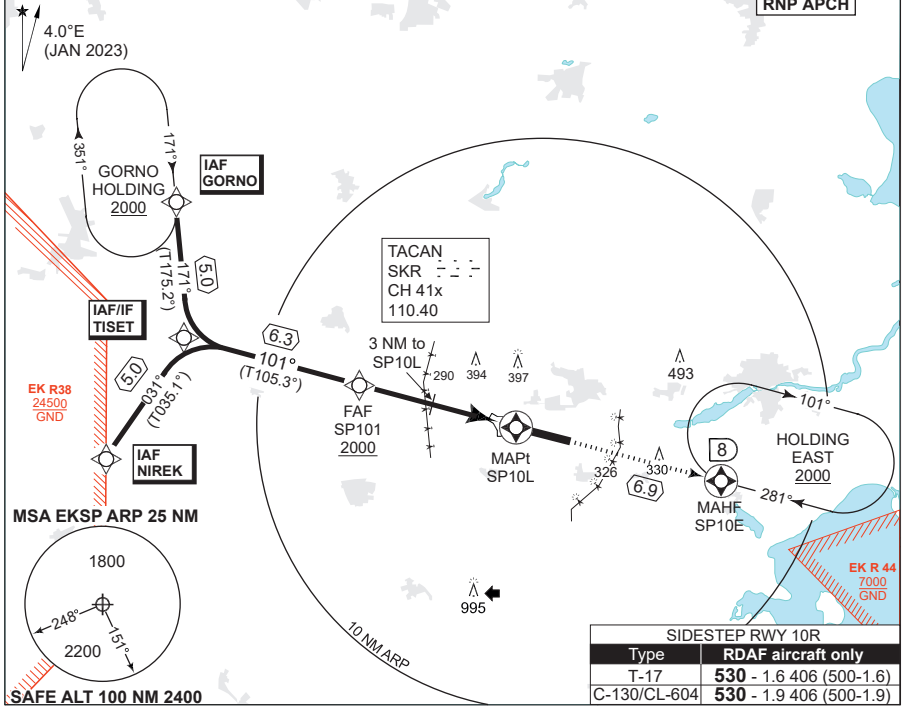 RNP APCH
4.0°E
(JAN 2023)
351°
171°
GORNO
HOLDING
2000
IAF
GORNO
171°
(T175.2°)
5.0
IAF/IF
TISET
TACAN
SKR
CH 41x
110.40
6.3
101°
(T105.3°)
3 NM to
SP10L
290
394
397
493
5.0
031°
(T035.1°)
EK R38
24500
GND
FAF
SP101
2000
IAF
NIREK
MAPt
SP10L
326
330
6.9
8
MAHF
SP10E
101°
HOLDING
EAST
2000
281°
MSA EKSP ARP 25 NM
1800
248°
151°
2200
SAFE ALT 100 NM 2400
995
10 NM ARP
EK R 44
7000
GND
SIDESTEP RWY 10R
Type RDAF aircraft only
T-17 530 - 1.6 406 (500-1.6)
C-130/CL-604 530 - 1.9 406 (500-1.9)